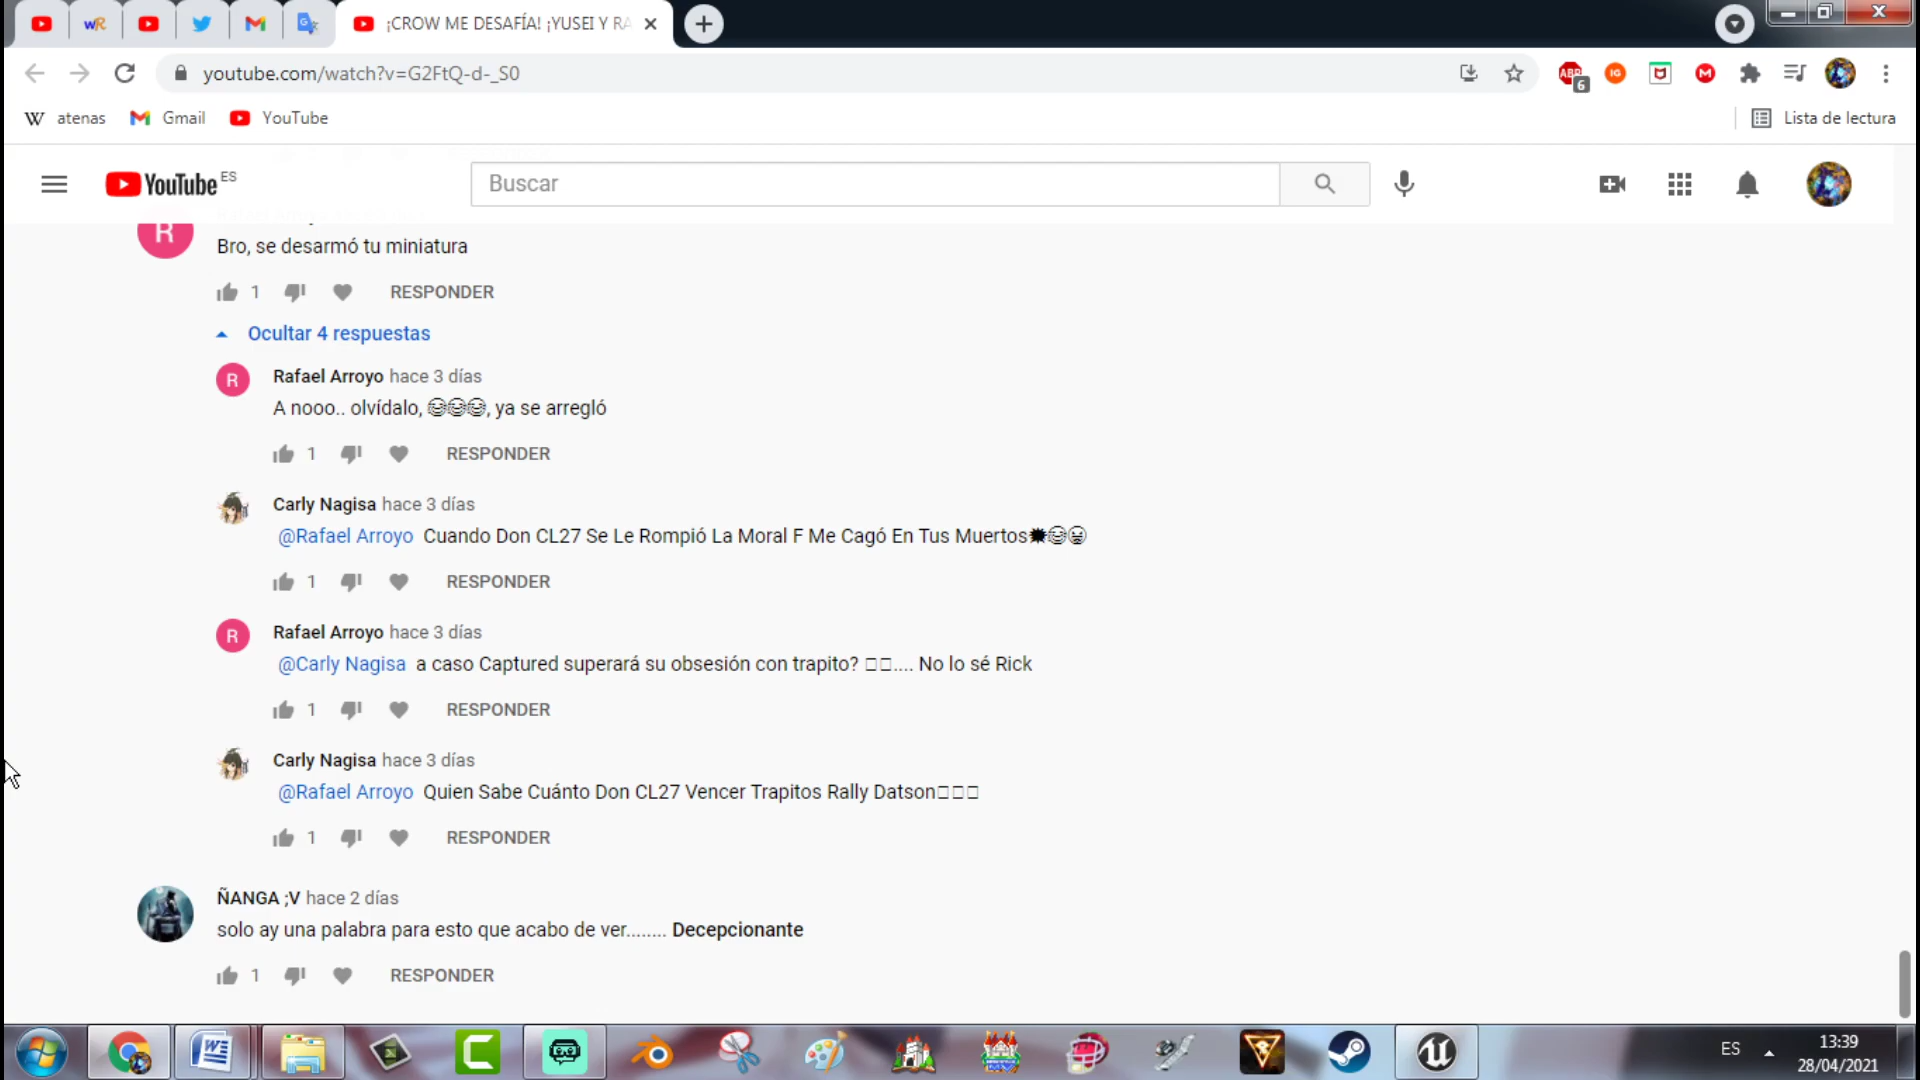 ¡CROW ME DESAFÍA! ¡YUSEI Y RA
youtube.com/watch?v=G2FtQ-d-_S0
ABP 6
IG
atenas Gmail YouTube Lista de lectura
YouTube ES
Buscar
R
Bro, se desarmó tu miniatura
1 RESPONDER
Ocultar 4 respuestas
R Rafael Arroyo hace 3 días
A nooo.. olvídalo, 😂😂😂, ya se arregló
1 RESPONDER
Carly Nagisa hace 3 días
@Rafael Arroyo Cuando Don CL27 Se Le Rompió La Moral F Me Cagó En Tus Muertos
1 RESPONDER
R Rafael Arroyo hace 3 días
@Carly Nagisa a caso Captured superará su obsesión con trapito? □□.... No lo sé Rick
1 RESPONDER
Carly Nagisa hace 3 días
@Rafael Arroyo Quien Sabe Cuánto Don CL27 Vencer Trapitos Rally Datson□□□
1 RESPONDER
ÑANGA ;V hace 2 días
solo ay una palabra para esto que acabo de ver........ Decepcionante
1 RESPONDER
ES
13:39
28/04/2021